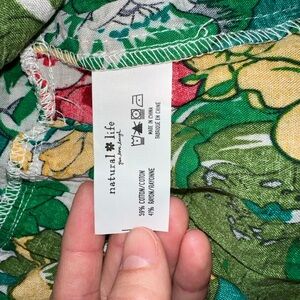 natural life
MADE IN CHINA
FABRIQUÉ EN CHINE
59% COTTON/COTON
41% RAYON/RAYONNE